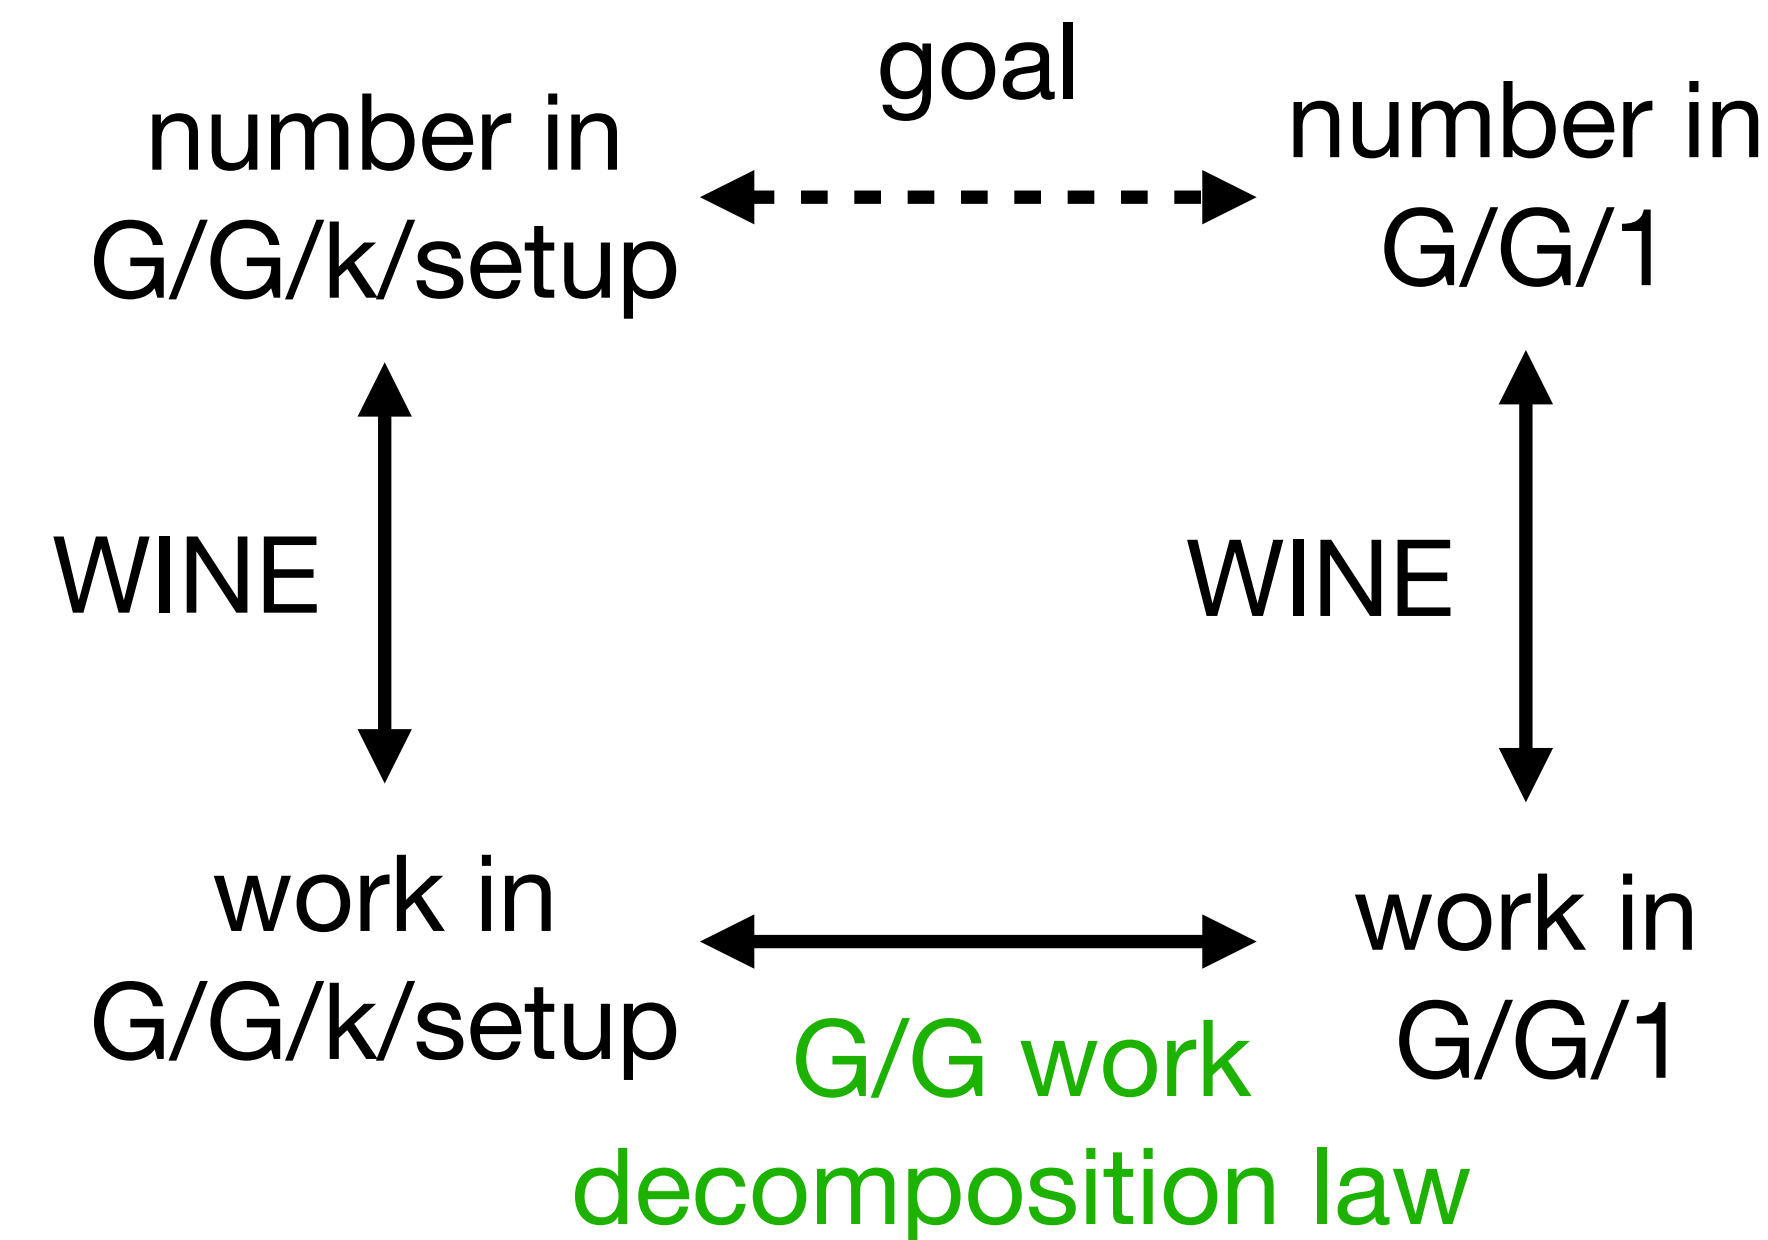 goal
number in
G/G/k/setup
number in
G/G/1
WINE
WINE
work in
G/G/k/setup
work in
G/G/1
G/G work
decomposition law